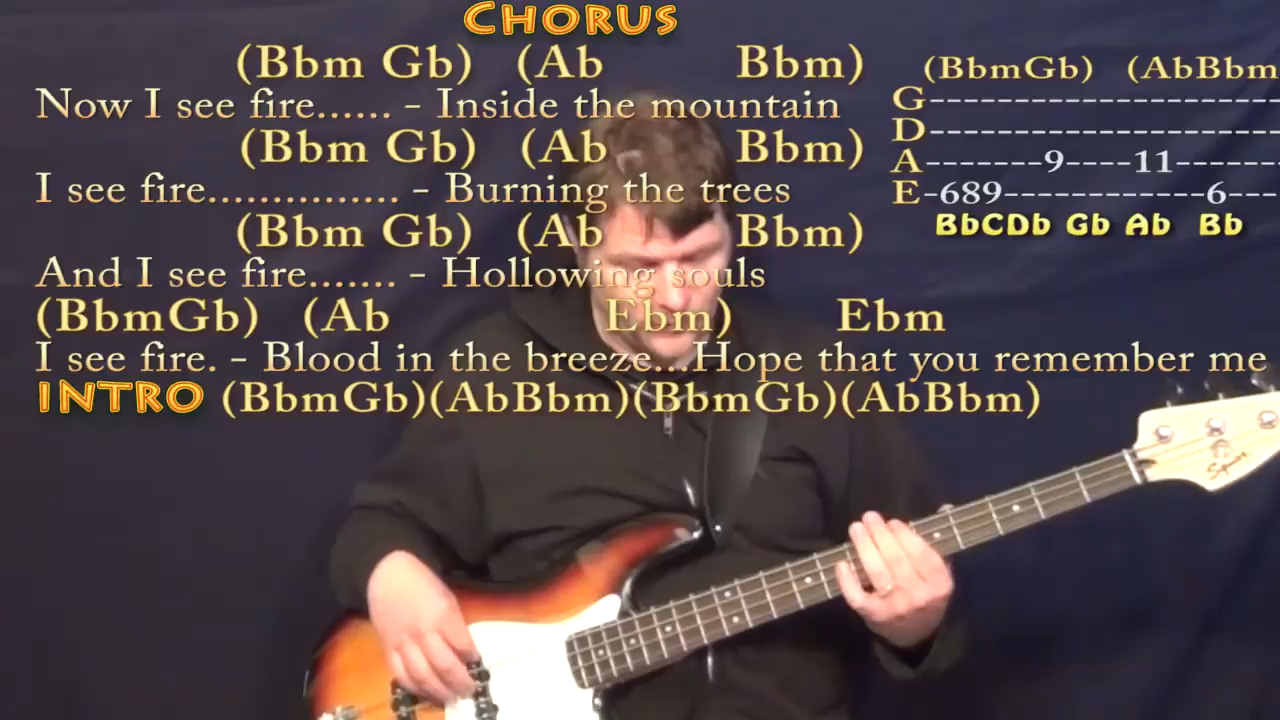 CHORUS
(Bbm Gb) (Ab Bbm)
Now I see fire...... - Inside the mountain
(Bbm Gb) (Ab Bbm)
I see fire............... - Burning the trees
(Bbm Gb) (Ab Bbm)
And I see fire....... - Hollowing souls
(BbmGb) (Ab Ebm) Ebm
I see fire. - Blood in the breeze...Hope that you remember me
INTRO (BbmGb)(AbBbm)(BbmGb)(AbBbm)
(BbmGb) (AbBbm
G---------------------
D---------------------
A-------9----11-------
E-689------------6---
BbCDb Gb Ab Bb
Squier